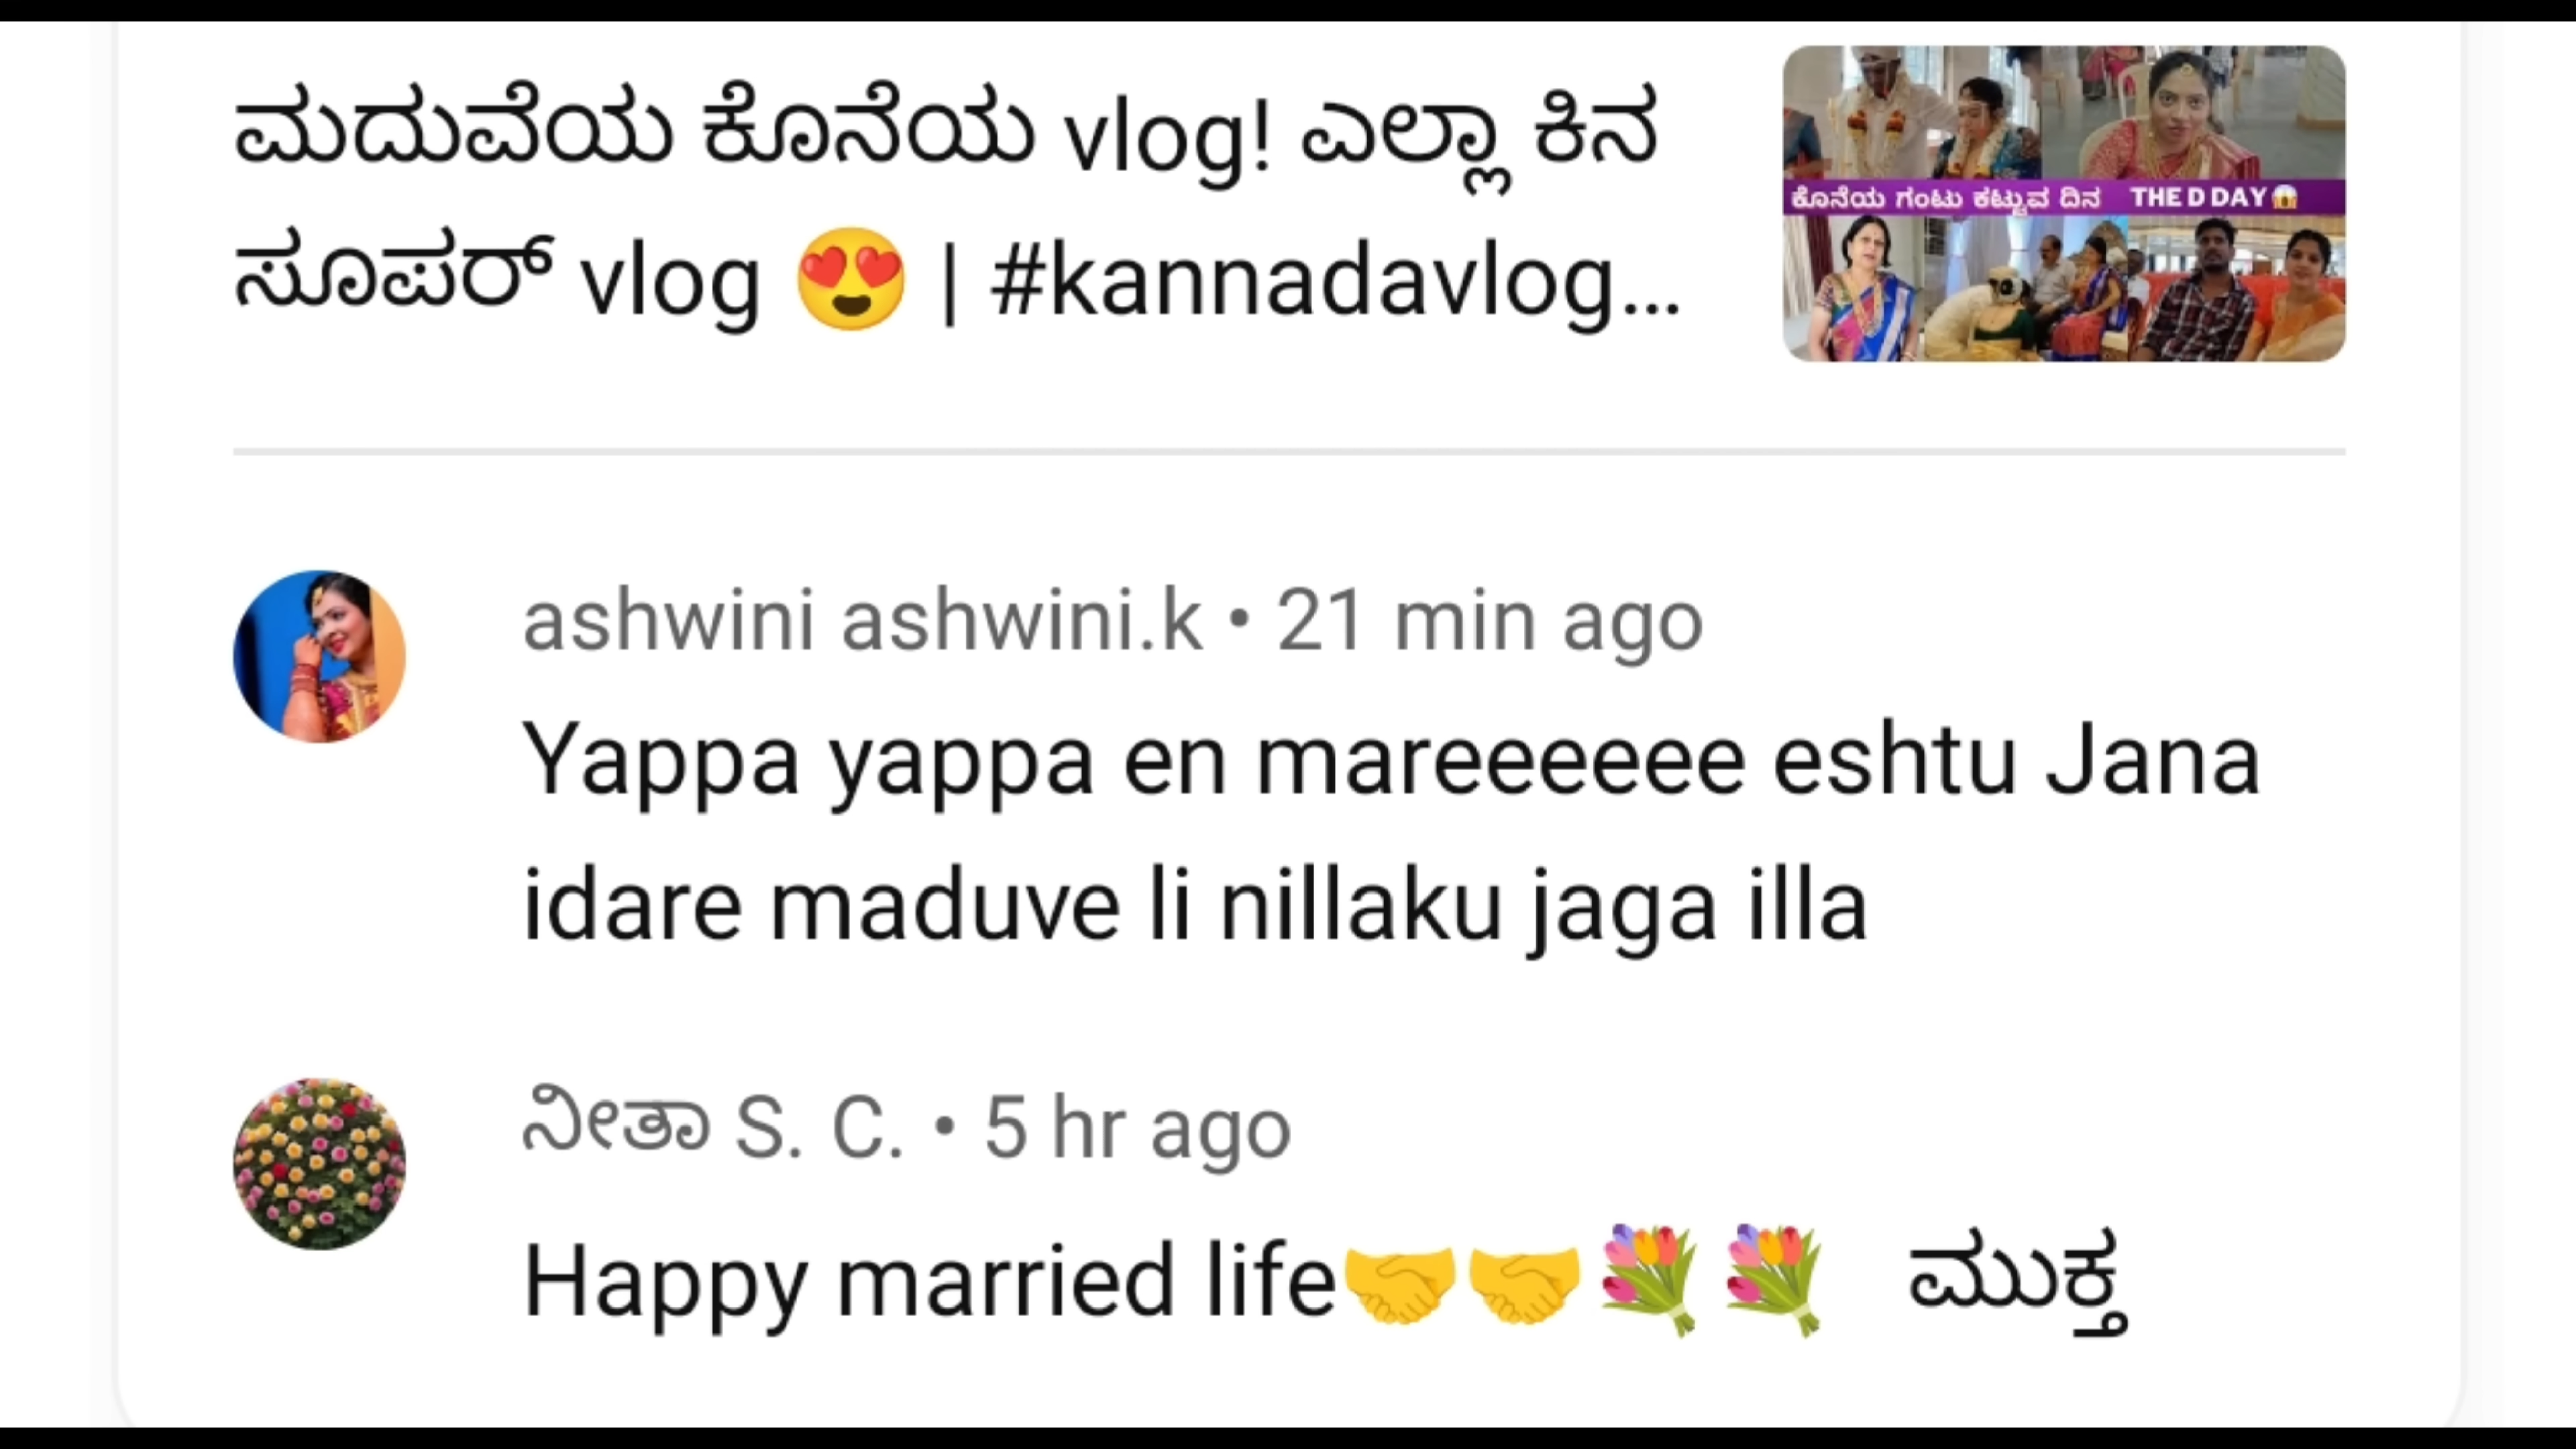 ಮದುವೆಯ ಕೊನೆಯ vlog! ಎಲ್ಲಾ ಕಿನ
ಸೂಪರ್ vlog 😍 | #kannadavlog...
ಕೊನೆಯ ಗಂಟು ಕಟ್ಟುವ ದಿನ THE D DAY😱
ashwini ashwini.k • 21 min ago
Yappa yappa en mareeeeeee eshtu Jana
idare maduve li nillaku jaga illa
ನೀತಾ S. C. • 5 hr ago
Happy married life🤝🤝💐💐 ಮುಕ್ತ